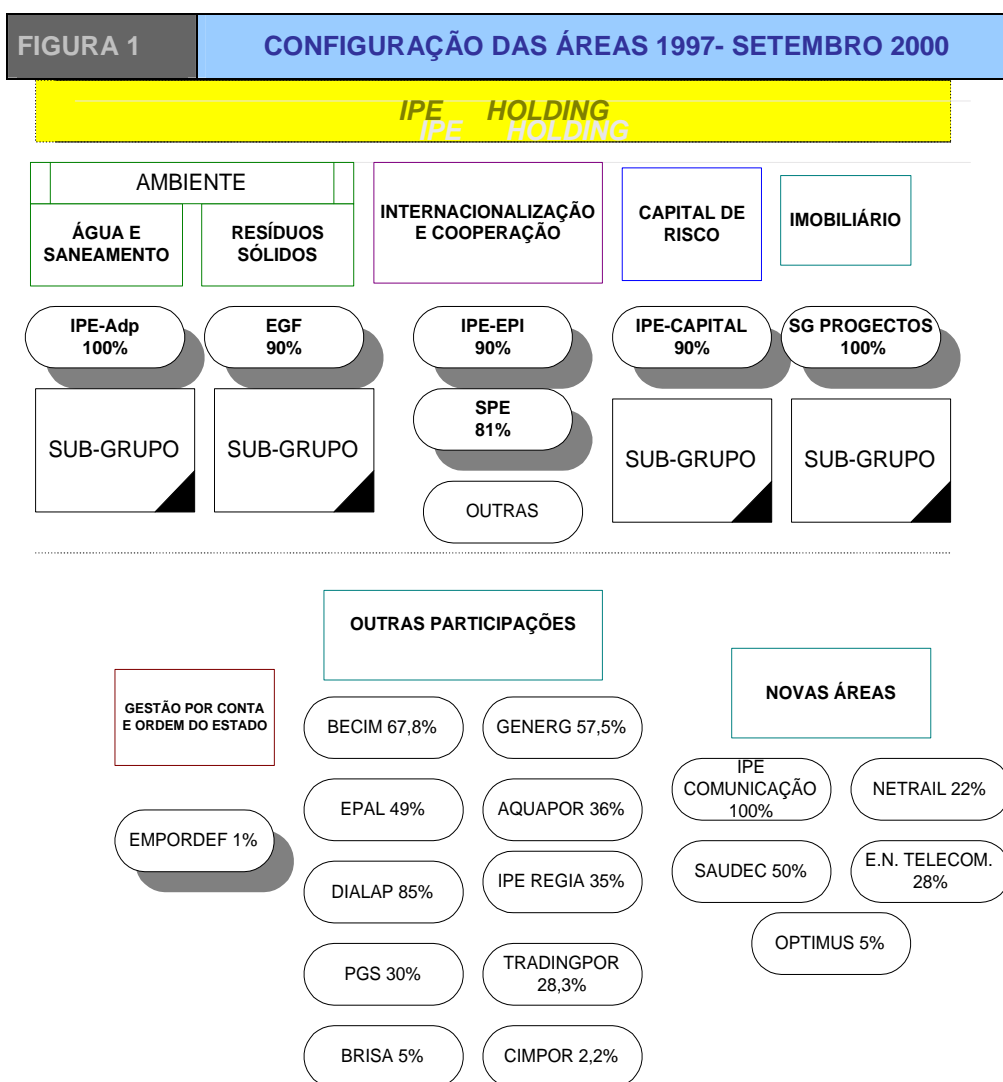 FIGURA 1
CONFIGURAÇÃO DAS ÁREAS 1997- SETEMBRO 2000
IPE HOLDING
IPE HOLDING
AMBIENTE
ÁGUA E
SANEAMENTO
RESÍDUOS
SÓLIDOS
INTERNACIONALIZAÇÃO
E COOPERAÇÃO
CAPITAL DE
RISCO
IMOBILIÁRIO
IPE-Adp
100%
EGF
90%
IPE-EPI
90%
IPE-CAPITAL
90%
SG PROGECTOS
100%
SUB-GRUPO
SUB-GRUPO
SPE
81%
OUTRAS
SUB-GRUPO
SUB-GRUPO
OUTRAS PARTICIPAÇÕES
GESTÃO POR CONTA
E ORDEM DO ESTADO
NOVAS ÁREAS
EMPORDEF 1%
BECIM 67,8%
GENERG 57,5%
EPAL 49%
AQUAPOR 36%
DIALAP 85%
IPE REGIA 35%
PGS 30%
TRADINGPOR
28,3%
BRISA 5%
CIMPOR 2,2%
IPE
COMUNICAÇÃO
100%
NETRAIL 22%
SAUDEC 50%
E.N. TELECOM.
28%
OPTIMUS 5%